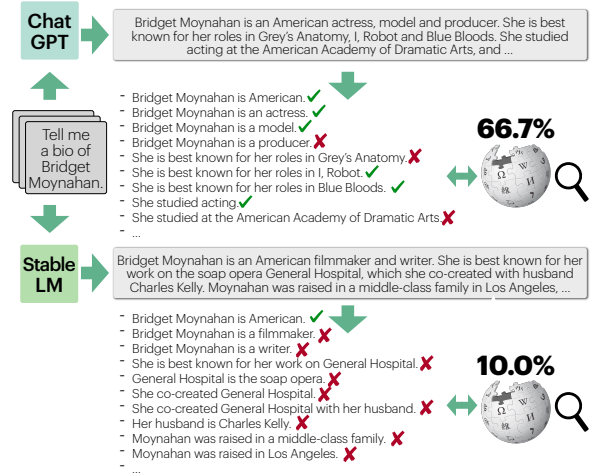 Chat
GPT
Bridget Moynahan is an American actress, model and producer. She is best
known for her roles in Grey's Anatomy, I, Robot and Blue Bloods. She studied
acting at the American Academy of Dramatic Arts, and ...
Tell me
a bio of
Bridget
Moynahan.
- Bridget Moynahan is American. ✓
- Bridget Moynahan is an actress. ✓
- Bridget Moynahan is a model. ✓
- Bridget Moynahan is a producer. ✗
- She is best known for her roles in Grey's Anatomy. ✗
- She is best known for her roles in I, Robot. ✓
- She is best known for her roles in Blue Bloods. ✓
- She studied acting. ✓
- She studied at the American Academy of Dramatic Arts. ✗
- ...
66.7%
Ω
W
Stable
LM
Bridget Moynahan is an American filmmaker and writer. She is best known for her
work on the soap opera General Hospital, which she co-created with husband
Charles Kelly. Moynahan was raised in a middle-class family in Los Angeles, ...
- Bridget Moynahan is American. ✓
- Bridget Moynahan is a filmmaker. ✗
- Bridget Moynahan is a writer. ✗
- She is best known for her work on General Hospital. ✗
- General Hospital is the soap opera. ✗
- She co-created General Hospital. ✗
- She co-created General Hospital with her husband. ✗
- Her husband is Charles Kelly. ✗
- Moynahan was raised in a middle-class family. ✗
- Moynahan was raised in Los Angeles. ✗
- ...
10.0%
Ω
W